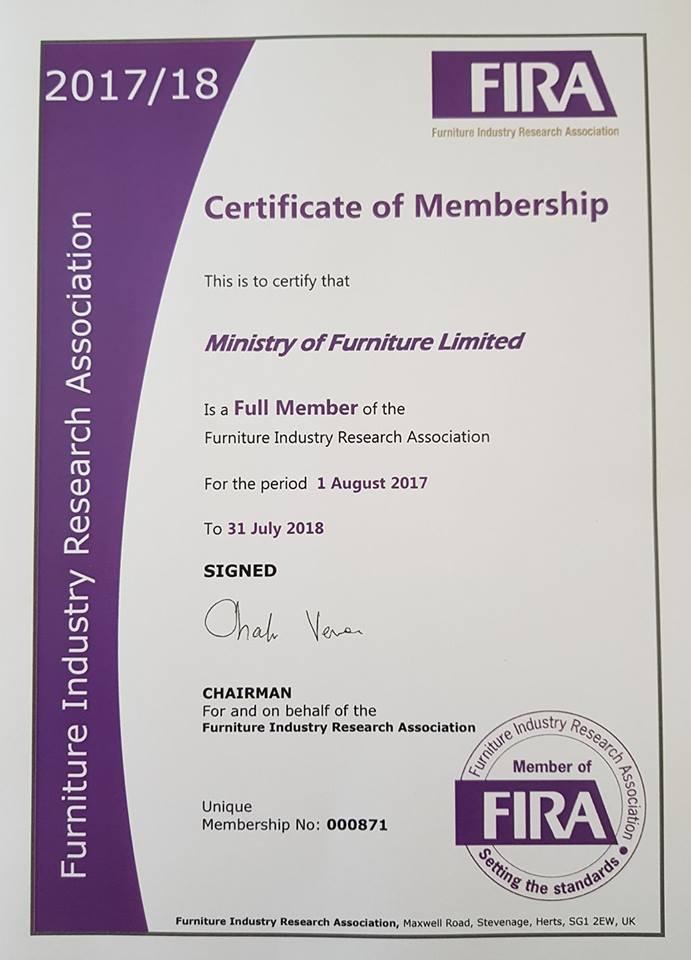 2017/18
FIRA
Furniture Industry Research Association
Furniture Industry Research Association
Certificate of Membership
This is to certify that
Ministry of Furniture Limited
Is a Full Member of the
Furniture Industry Research Association
For the period 1 August 2017
To 31 July 2018
SIGNED
CHAIRMAN
For and on behalf of the
Furniture Industry Research Association
Unique
Membership No: 000871
Furniture Industry Research Association
Member of
FIRA
Setting the standards
Furniture Industry Research Association, Maxwell Road, Stevenage, Herts, SG1 2EW, UK